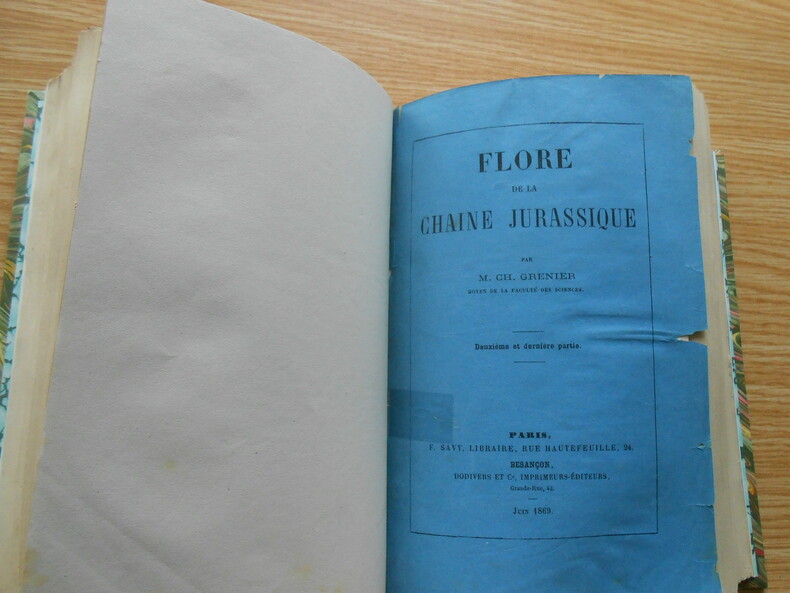 FLORE
DE LA
CHAINE JURASSIQUE
PAR
M. CH. GRENIER
DOYEN DE LA FACULTÉ DES SCIENCES.
Deuxième et dernière partie.
PARIS,
F. SAVY, LIBRAIRE, RUE HAUTEFEUILLE, 24.
BESANÇON,
DODIVERS ET Cie, IMPRIMEURS-ÉDITEURS,
Grande-Rue, 42.
JUIN 1869.